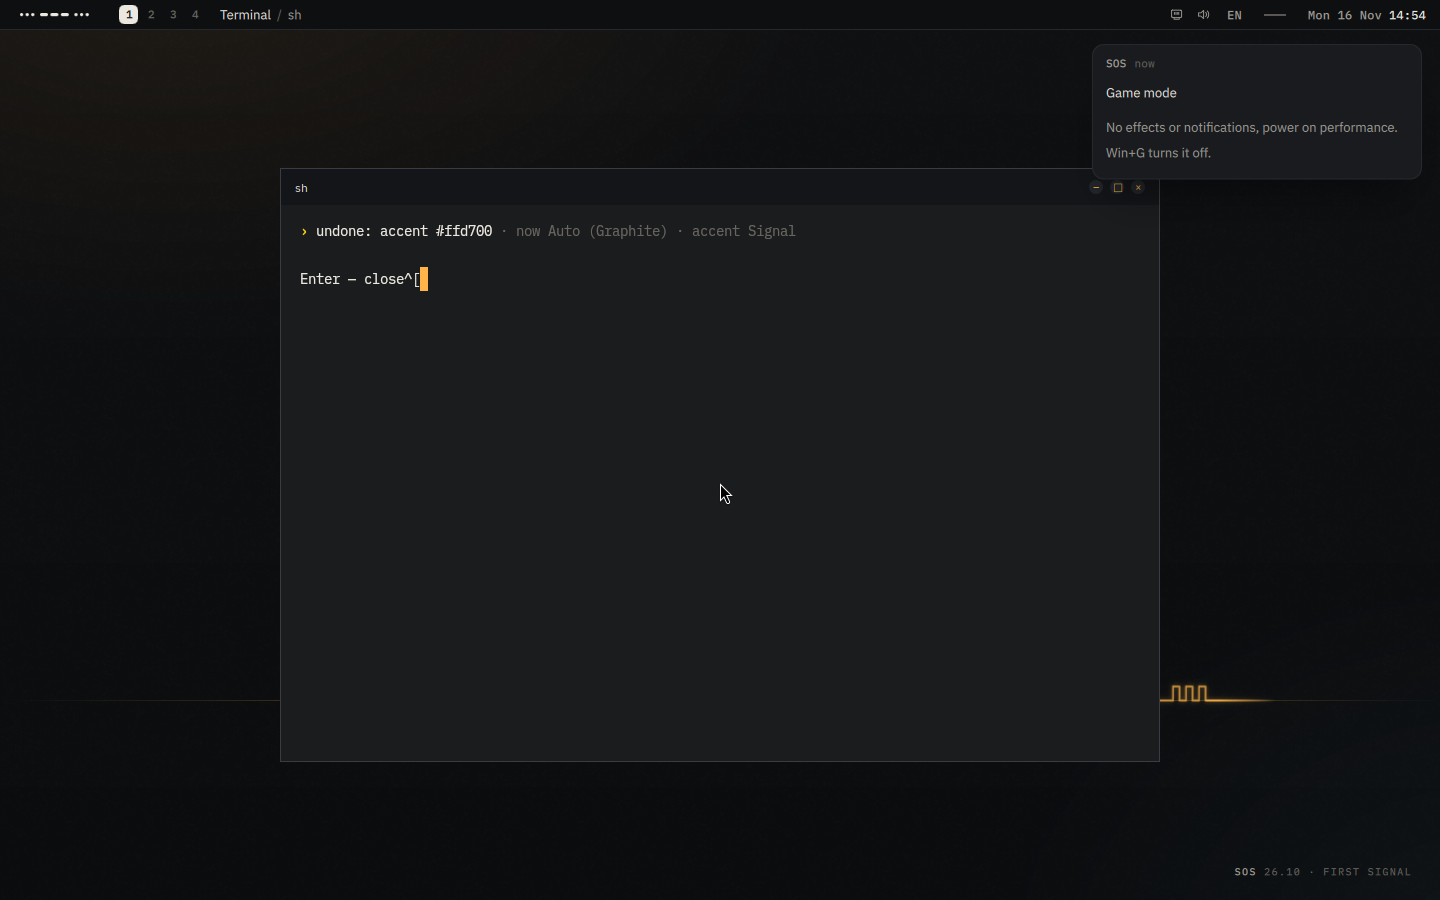 1 2 3 4 Terminal / sh EN Mon 16 Nov 14:54
SOS now
Game mode
No effects or notifications, power on performance.
Win+G turns it off.
sh
› undone: accent #ffd700 · now Auto (Graphite) · accent Signal
Enter — close^[
SOS 26.10 · FIRST SIGNAL